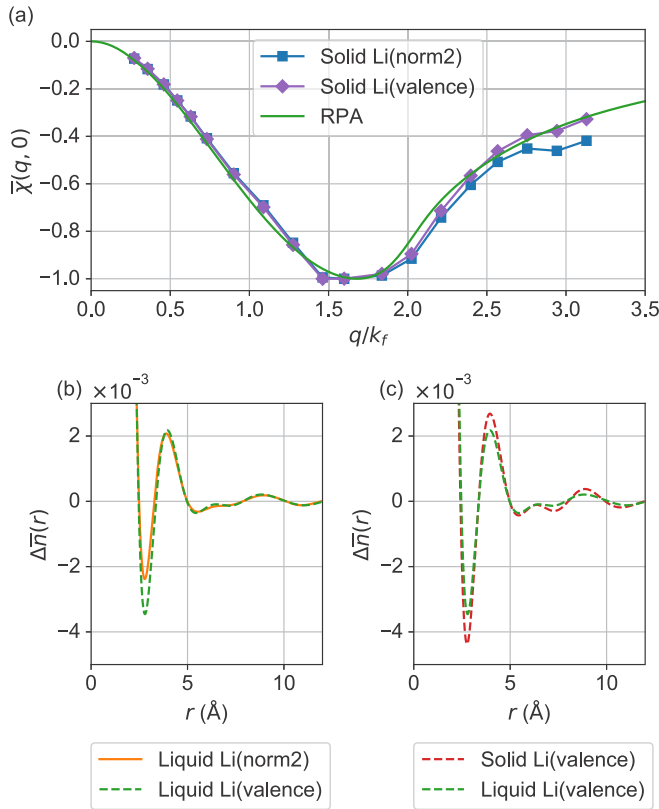 (a)
0.0
−0.2
−0.4
−0.6
−0.8
−1.0
χ̅(q, 0)
Solid Li(norm2)
Solid Li(valence)
RPA
0.0 0.5 1.0 1.5 2.0 2.5 3.0 3.5
q/k_f
(b) ×10⁻³
2
0
−2
−4
Δn̅(r)
0 5 10
r (Å)
Liquid Li(norm2)
Liquid Li(valence)
(c) ×10⁻³
2
0
−2
−4
Δn̅(r)
0 5 10
r (Å)
Solid Li(valence)
Liquid Li(valence)